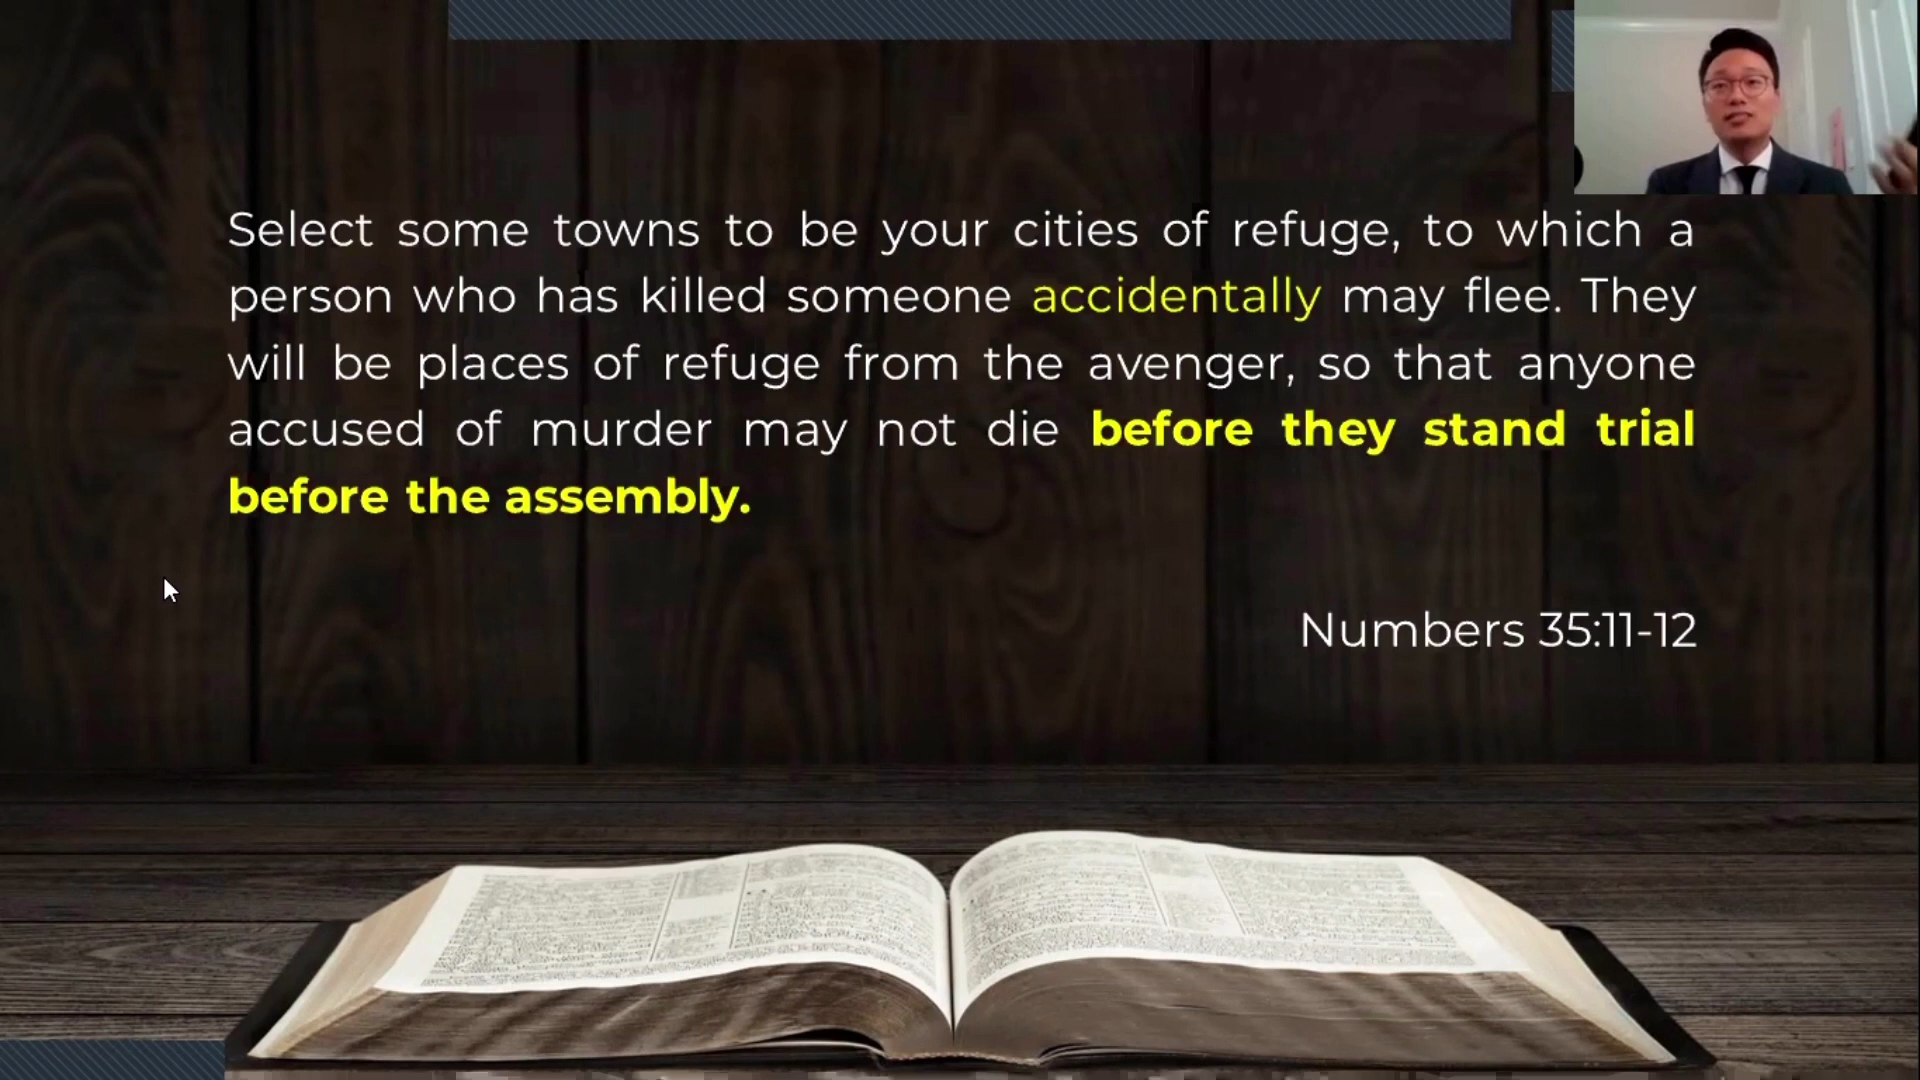 Select some towns to be your cities of refuge, to which a
person who has killed someone accidentally may flee. They
will be places of refuge from the avenger, so that anyone
accused of murder may not die before they stand trial
before the assembly.
Numbers 35:11-12